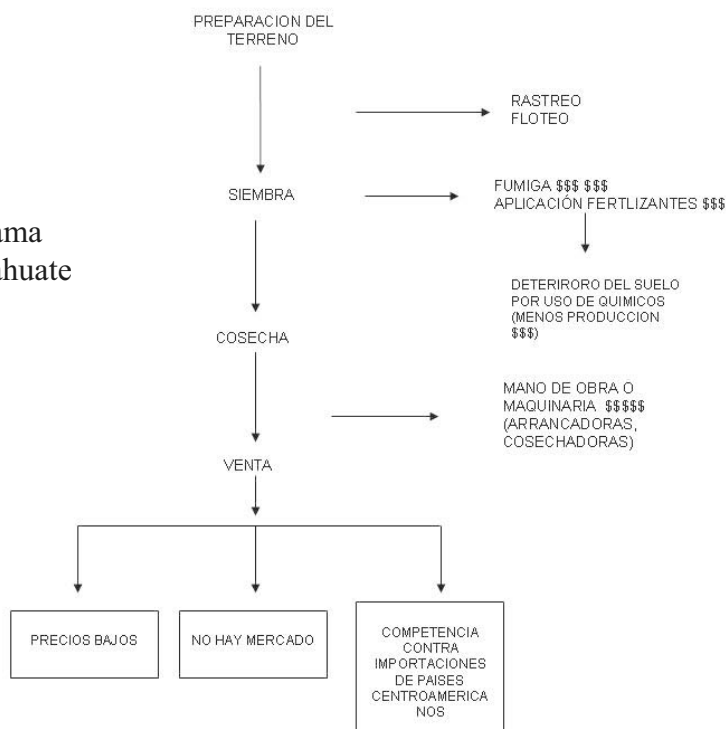 PREPARACION DEL
TERRENO
RASTREO
FLOTEO
SIEMBRA
FUMIGA $$$ $$$
APLICACIÓN FERTLIZANTES $$$
ama
ahuate
DETERIRORO DEL SUELO
POR USO DE QUIMICOS
(MENOS PRODUCCION
$$$)
COSECHA
MANO DE OBRA O
MAQUINARIA $$$$$
(ARRANCADORAS,
COSECHADORAS)
VENTA
PRECIOS BAJOS
NO HAY MERCADO
COMPETENCIA
CONTRA
IMPORTACIONES
DE PAISES
CENTROAMERICA
NOS